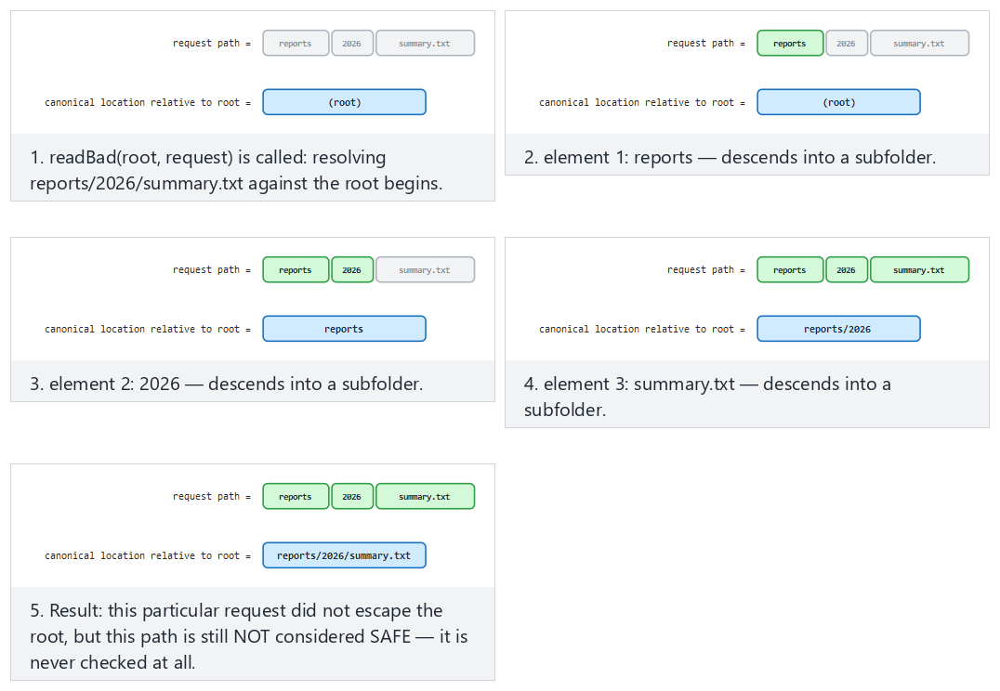 request path = reports 2026 summary.txt
canonical location relative to root = (root)
1. readBad(root, request) is called: resolving
reports/2026/summary.txt against the root begins.
request path = reports 2026 summary.txt
canonical location relative to root = (root)
2. element 1: reports — descends into a subfolder.
request path = reports 2026 summary.txt
canonical location relative to root = reports
3. element 2: 2026 — descends into a subfolder.
request path = reports 2026 summary.txt
canonical location relative to root = reports/2026
4. element 3: summary.txt — descends into a
subfolder.
request path = reports 2026 summary.txt
canonical location relative to root = reports/2026/summary.txt
5. Result: this particular request did not escape the
root, but this path is still NOT considered SAFE — it is
never checked at all.